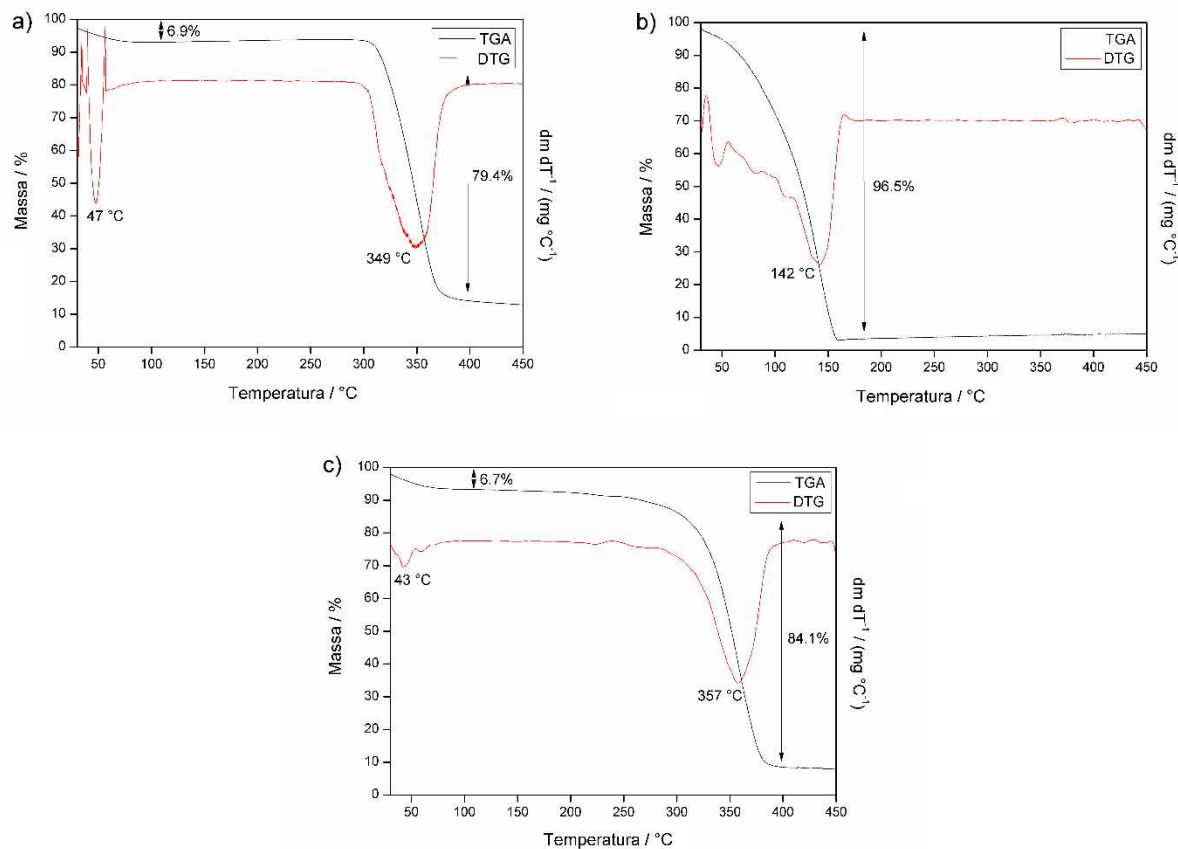 a)
100
90
80
70
60
50
40
30
20
10
0
Massa / %
6.9%
TGA
DTG
79.4%
47 °C
349 °C
dm dT⁻¹ / (mg °C⁻¹)
50 100 150 200 250 300 350 400 450
Temperatura / °C
b)
100
90
80
70
60
50
40
30
20
10
0
Massa / %
TGA
DTG
96.5%
142 °C
dm dT⁻¹ / (mg °C⁻¹)
50 100 150 200 250 300 350 400 450
Temperatura / °C
c)
100
90
80
70
60
50
40
30
20
10
0
Massa / %
6.7%
TGA
DTG
43 °C
84.1%
357 °C
dm dT⁻¹ / (mg °C⁻¹)
50 100 150 200 250 300 350 400 450
Temperatura / °C